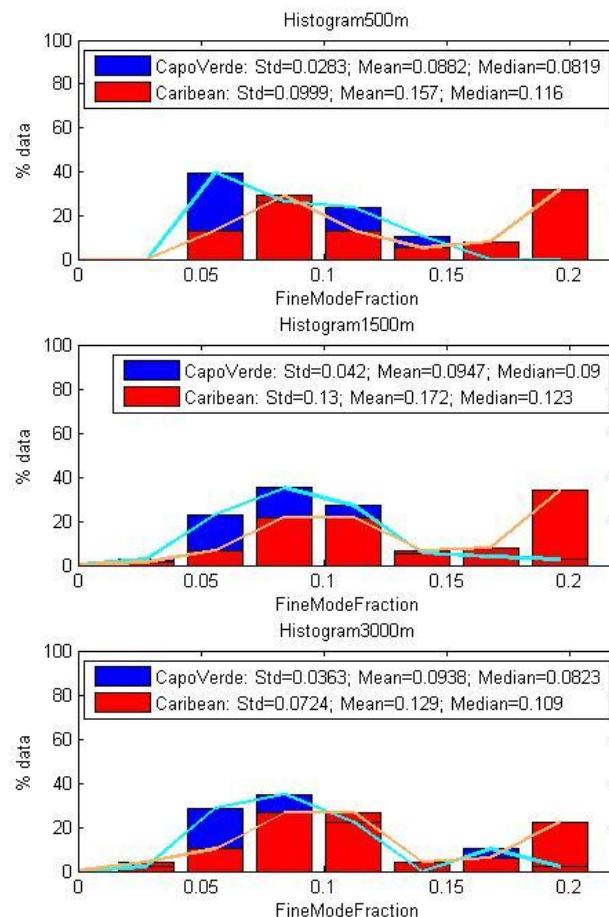 Histogram500m
CapoVerde: Std=0.0283; Mean=0.0882; Median=0.0819
Caribean: Std=0.0999; Mean=0.157; Median=0.116
100
80
60
40
20
0
% data
0 0.05 0.1 0.15 0.2
FineModeFraction
Histogram1500m
CapoVerde: Std=0.042; Mean=0.0947; Median=0.09
Caribean: Std=0.13; Mean=0.172; Median=0.123
100
80
60
40
20
0
% data
0 0.05 0.1 0.15 0.2
FineModeFraction
Histogram3000m
CapoVerde: Std=0.0363; Mean=0.0938; Median=0.0823
Caribean: Std=0.0724; Mean=0.129; Median=0.109
100
80
60
40
20
0
% data
0 0.05 0.1 0.15 0.2
FineModeFraction